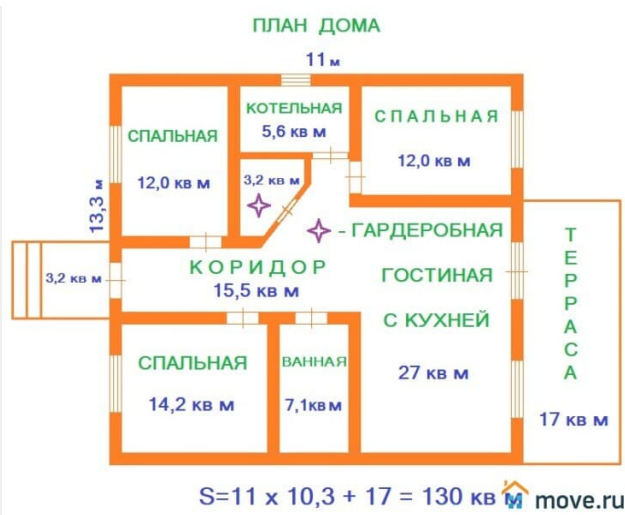 ПЛАН ДОМА
11 м
13,3 м
СПАЛЬНАЯ
12,0 кв м
КОТЕЛЬНАЯ
5,6 кв м
СПАЛЬНАЯ
12,0 кв м
3,2 кв м
- ГАРДЕРОБНАЯ
КОРИДОР
15,5 кв м
3,2 кв м
ГОСТИНАЯ
С КУХНЕЙ
27 кв м
ТЕРРАСА
17 кв м
СПАЛЬНАЯ
14,2 кв м
ВАННАЯ
7,1кв м
S=11 x 10,3 + 17 = 130 кв м
move.ru